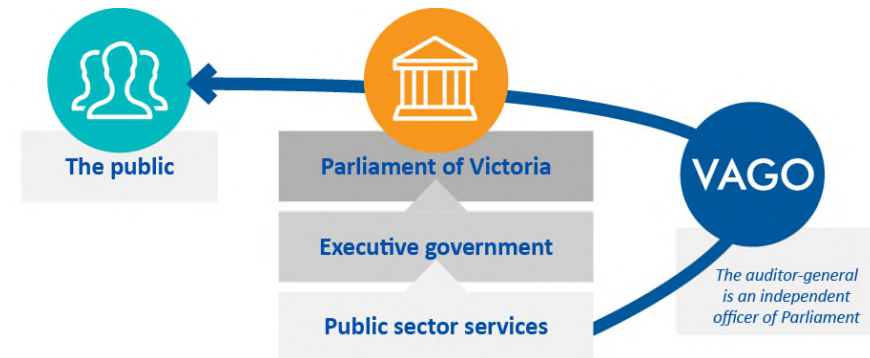 The public
Parliament of Victoria
VAGO
Executive government
The auditor-general
is an independent
officer of Parliament
Public sector services